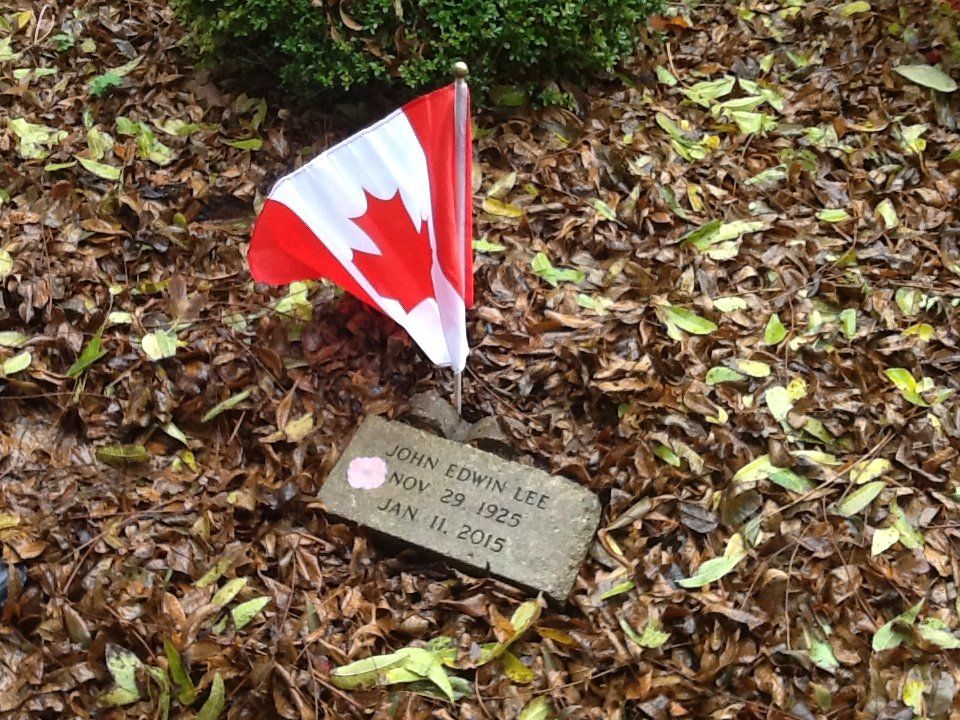 JOHN EDWIN LEE
NOV 29, 1925
JAN. 11, 2015